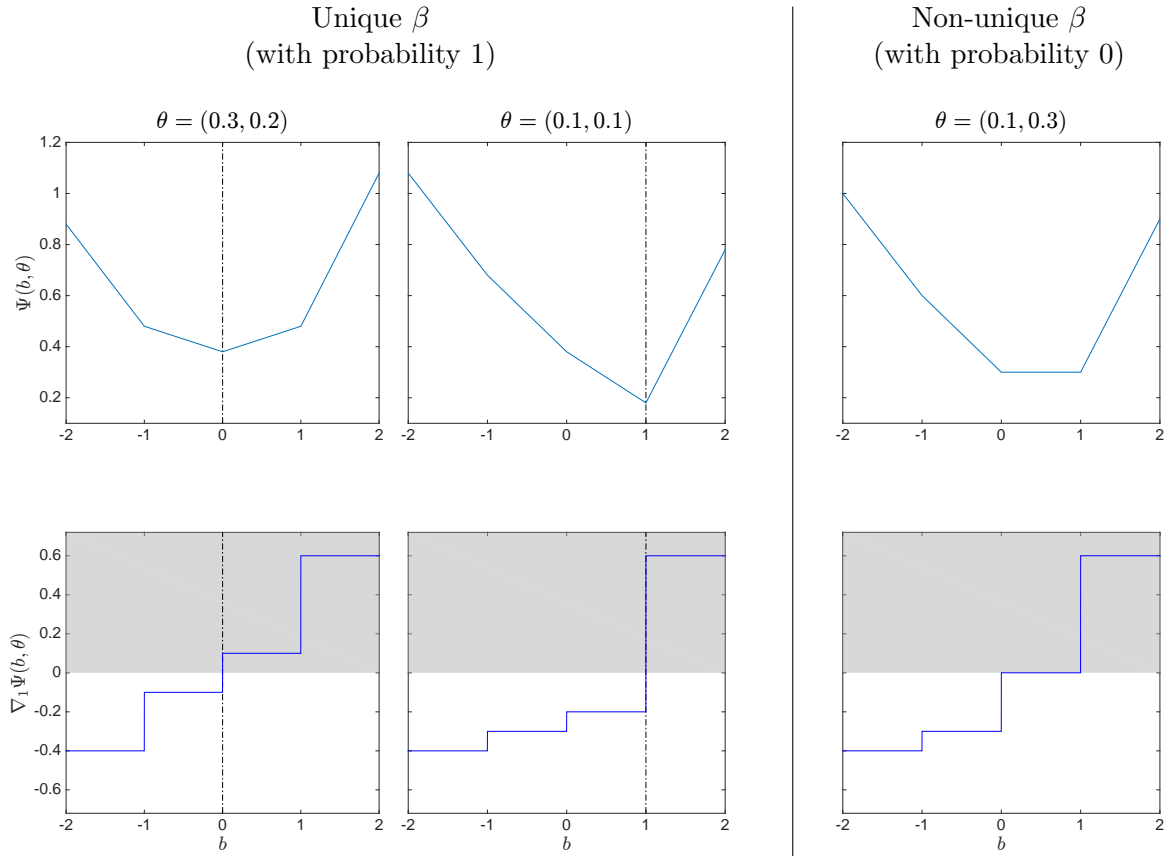 Unique β
(with probability 1)
Non-unique β
(with probability 0)
θ = (0.3, 0.2)
θ = (0.1, 0.1)
θ = (0.1, 0.3)
Ψ(b, θ)
1.2
1
0.8
0.6
0.4
0.2
-2 -1 0 1 2
-2 -1 0 1 2
-2 -1 0 1 2
∇₁Ψ(b, θ)
0.6
0.4
0.2
0
-0.2
-0.4
-0.6
-2 -1 0 1 2
-2 -1 0 1 2
-2 -1 0 1 2
b
b
b